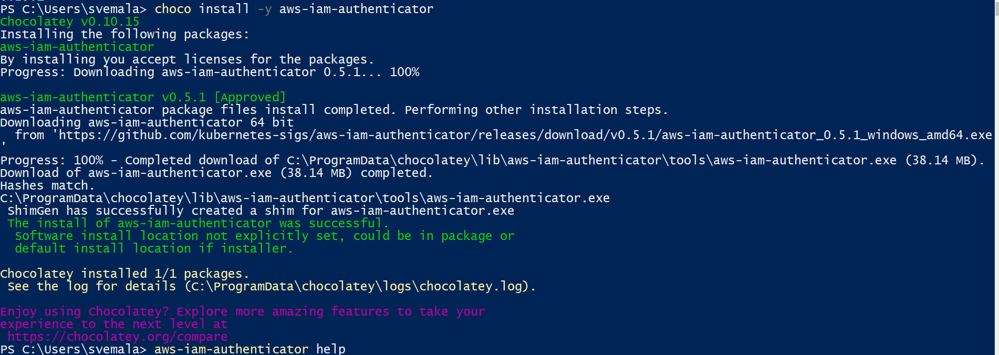 PS C:\Users\svemala> choco install -y aws-iam-authenticator
Chocolatey v0.10.15
Installing the following packages:
aws-iam-authenticator
By installing you accept licenses for the packages.
Progress: Downloading aws-iam-authenticator 0.5.1... 100%
aws-iam-authenticator v0.5.1 [Approved]
aws-iam-authenticator package files install completed. Performing other installation steps.
Downloading aws-iam-authenticator 64 bit
  from 'https://github.com/kubernetes-sigs/aws-iam-authenticator/releases/download/v0.5.1/aws-iam-authenticator_0.5.1_windows_amd64.exe
'
Progress: 100% - Completed download of C:\ProgramData\chocolatey\lib\aws-iam-authenticator\tools\aws-iam-authenticator.exe (38.14 MB).
Download of aws-iam-authenticator.exe (38.14 MB) completed.
Hashes match.
C:\ProgramData\chocolatey\lib\aws-iam-authenticator\tools\aws-iam-authenticator.exe
 ShimGen has successfully created a shim for aws-iam-authenticator.exe
 The install of aws-iam-authenticator was successful.
  Software install location not explicitly set, could be in package or
  default install location if installer.
Chocolatey installed 1/1 packages.
 See the log for details (C:\ProgramData\chocolatey\logs\chocolatey.log).
Enjoy using Chocolatey? Explore more amazing features to take your
experience to the next level at
 https://chocolatey.org/compare
PS C:\Users\svemala> aws-iam-authenticator help